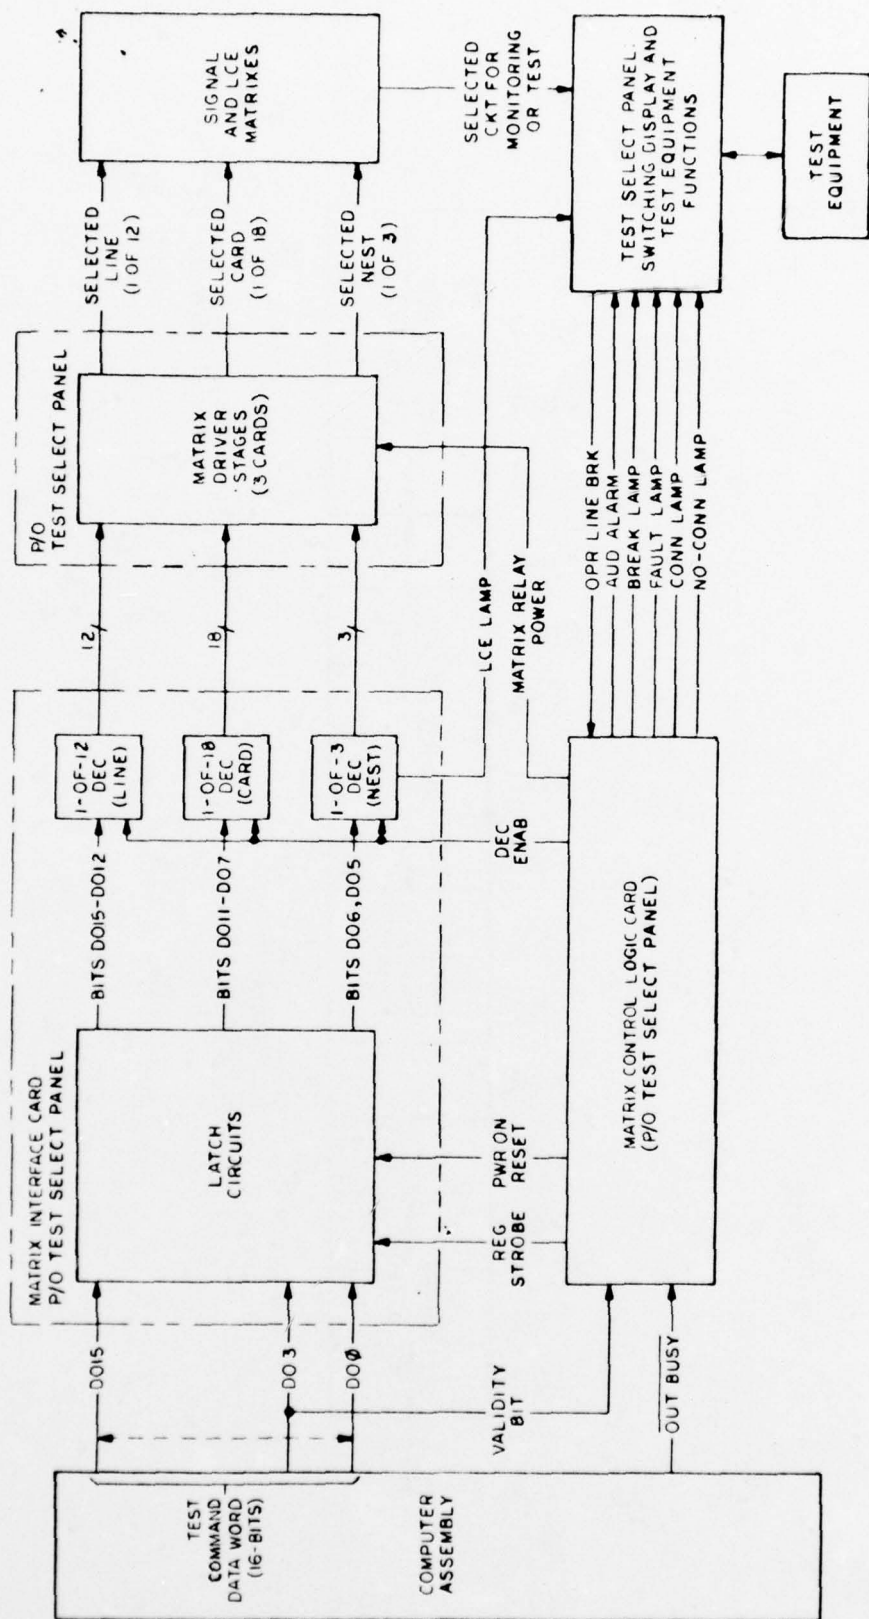 TEST
COMMAND
DATA WORD
(16-BITS)
COMPUTER
ASSEMBLY
DO15
DO3
DOØ
VALIDITY
BIT
OUT BUSY
MATRIX INTERFACE CARD
P/O TEST SELECT PANEL
LATCH
CIRCUITS
REG
STROBE
PWR ON
RESET
BITS DO15-DO12
BITS DO11-DO7
BITS DO6, DO5
1-OF-12
DEC
(LINE)
1-OF-18
DEC
(CARD)
1-OF-3
DEC
(NEST)
DEC
ENAB
MATRIX CONTROL LOGIC CARD
(P/O TEST SELECT PANEL)
12
18
3
LCE LAMP
MATRIX RELAY
POWER
P/O
TEST SELECT PANEL
MATRIX
DRIVER
STAGES
(3 CARDS)
OPR LINE BRK
AUD ALARM
BREAK LAMP
FAULT LAMP
CONN LAMP
NO-CONN LAMP
SELECTED
LINE
(1 OF 12)
SELECTED
CARD
(1 OF 18)
SELECTED
NEST
(1 OF 3)
SIGNAL
AND LCE
MATRIXES
SELECTED
CKT FOR
MONITORING
OR TEST
TEST SELECT PANEL:
SWITCHING DISPLAY AND
TEST EQUIPMENT
FUNCTIONS
TEST
EQUIPMENT